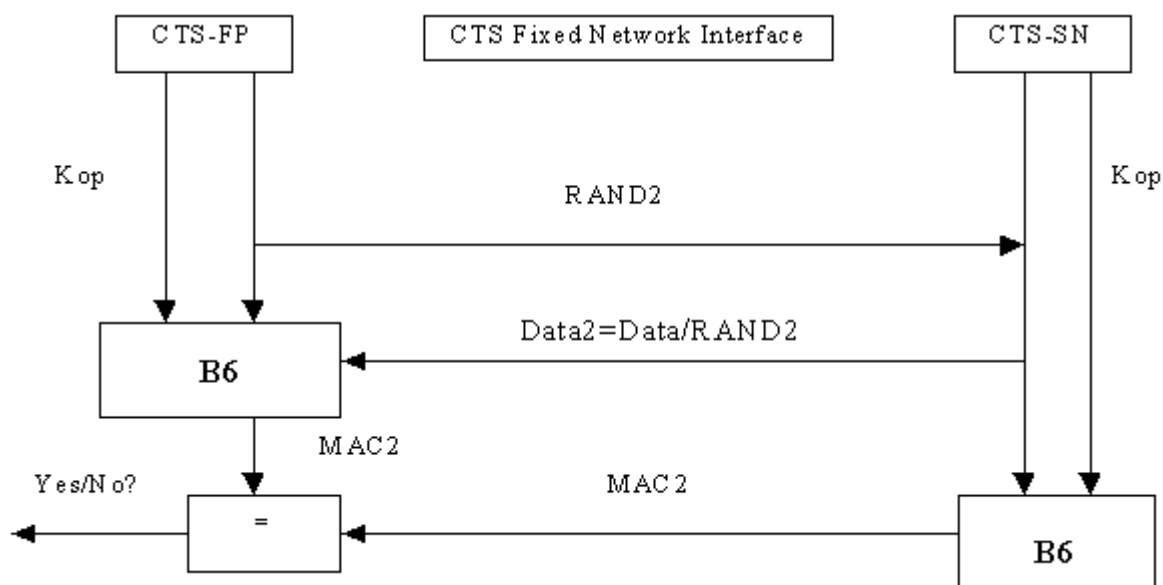 CTS-FP
CTS Fixed Network Interface
CTS-SN
Kop
Kop
RAND2
Data2=Data/RAND2
B6
MAC2
Yes/No?
MAC2
=
B6